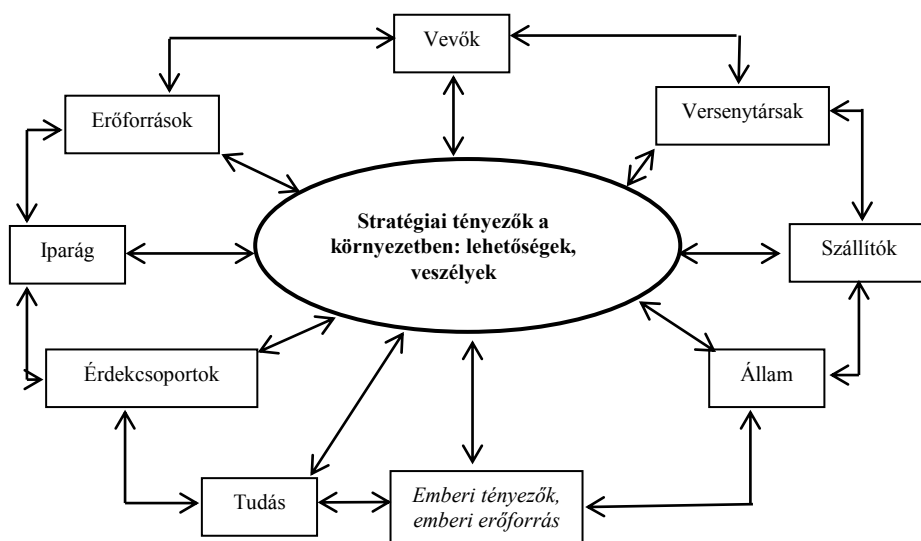 Vevők
Erőforrások
Versenytársak
Stratégiai tényezők a
környezetben: lehetőségek,
veszélyek
Iparág
Szállítók
Érdekcsoportok
Állam
Tudás
Emberi tényezők,
emberi erőforrás